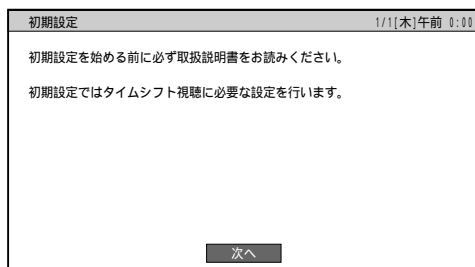 初期設定 1/1[木]午前 0:00
初期設定を始める前に必ず取扱説明書をお読みください。
初期設定ではタイムシフト視聴に必要な設定を行います。
次へ